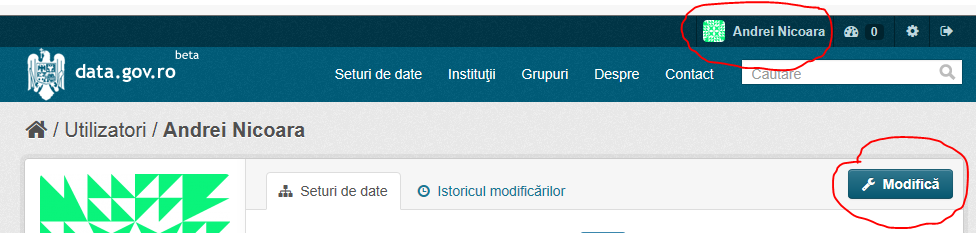 Andrei Nicoara 0
beta
data.gov.ro
Seturi de date Instituţii Grupuri Despre Contact Căutare
/ Utilizatori / Andrei Nicoara
Seturi de date Istoricul modificărilor Modifică